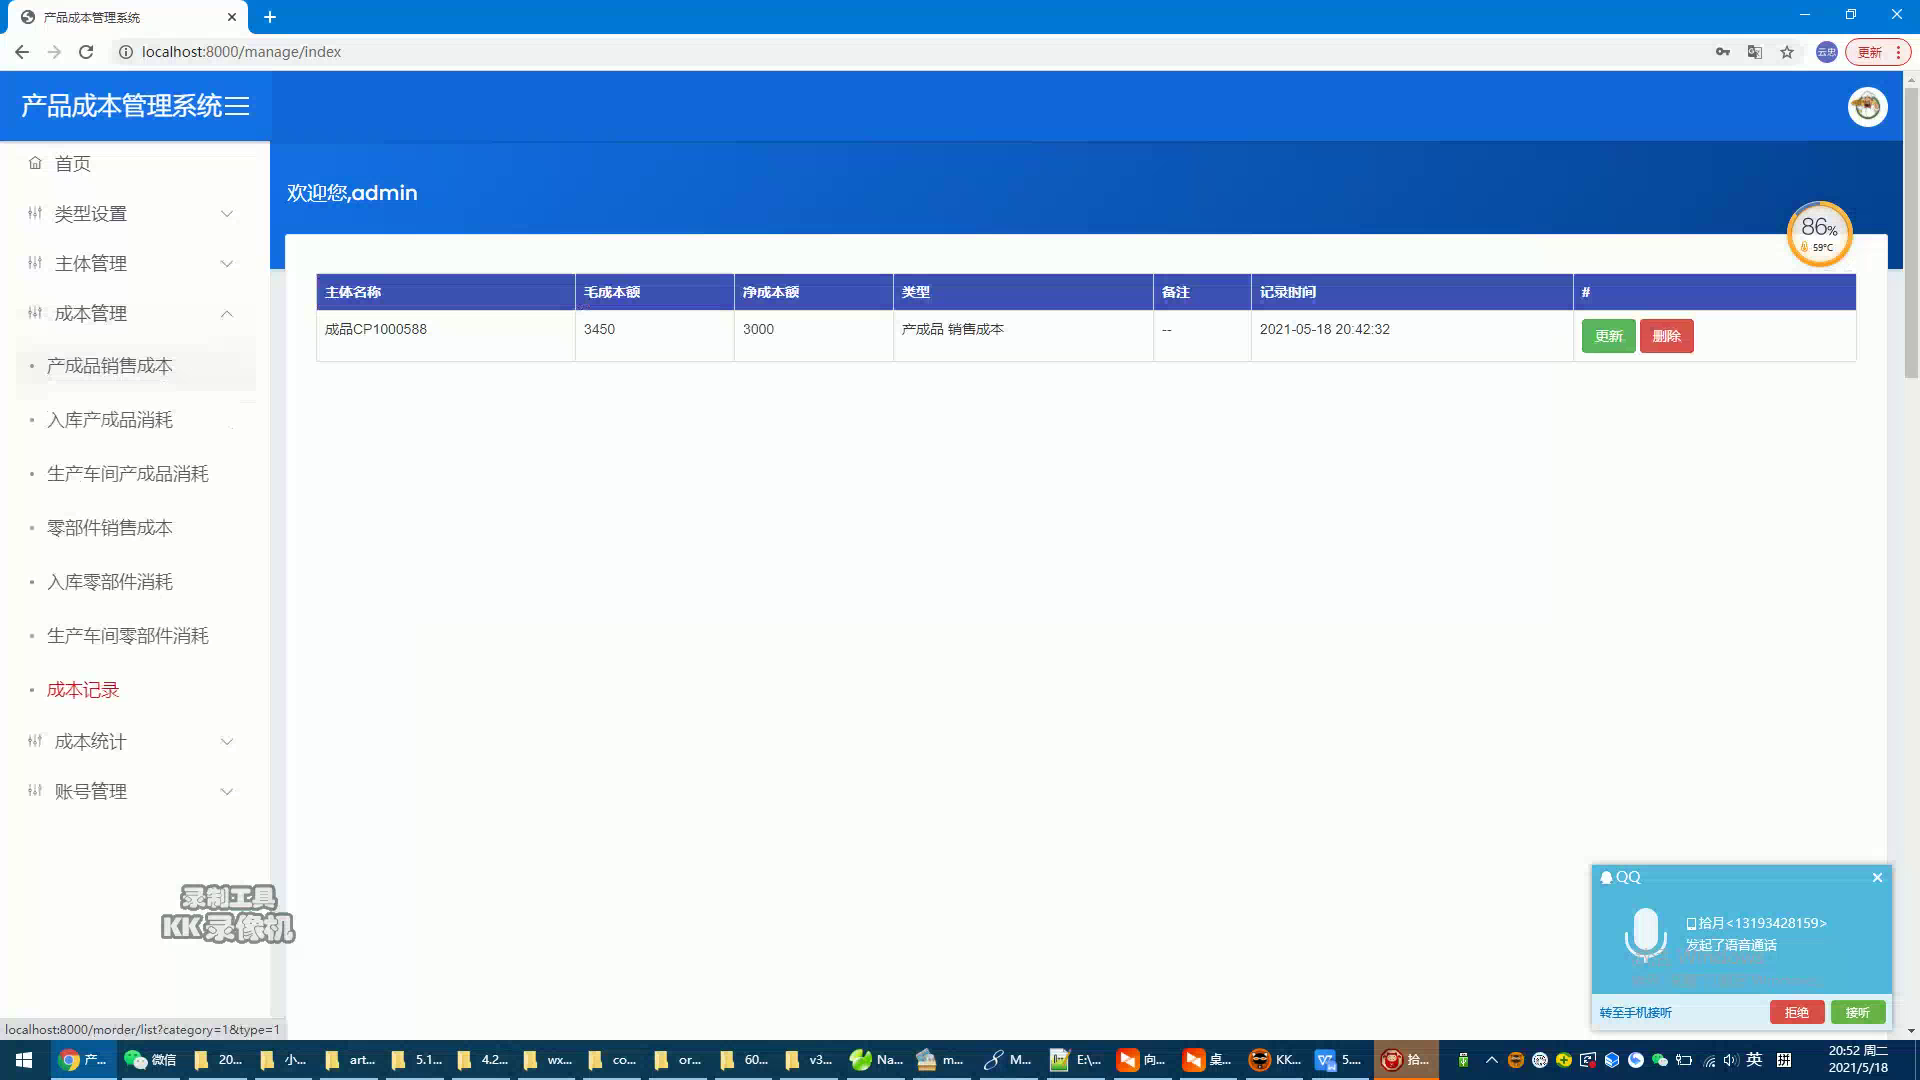 产品成本管理系统
localhost:8000/manage/index
云忠
更新
产品成本管理系统
首页
类型设置
主体管理
成本管理
产成品销售成本
入库产成品消耗
生产车间产成品消耗
零部件销售成本
入库零部件消耗
生产车间零部件消耗
成本记录
成本统计
账号管理
欢迎您,admin
86%
59°C
主体名称 毛成本额 净成本额 类型 备注 记录时间 #
成品CP1000588 3450 3000 产成品 销售成本 -- 2021-05-18 20:42:32 更新 删除
录制工具
KK录像机
QQ
拾月<13193428159>
发起了语音通话
转至手机接听 拒绝 接听
localhost:8000/morder/list?category=1&type=1
产... 微信 20... 小... art... 5.1... 4.2... wx... co... or... 60... v3... Na... m... M... E:\... 向... 桌... KK... 5.... 拾... 英 拼
20:52 周二
2021/5/18